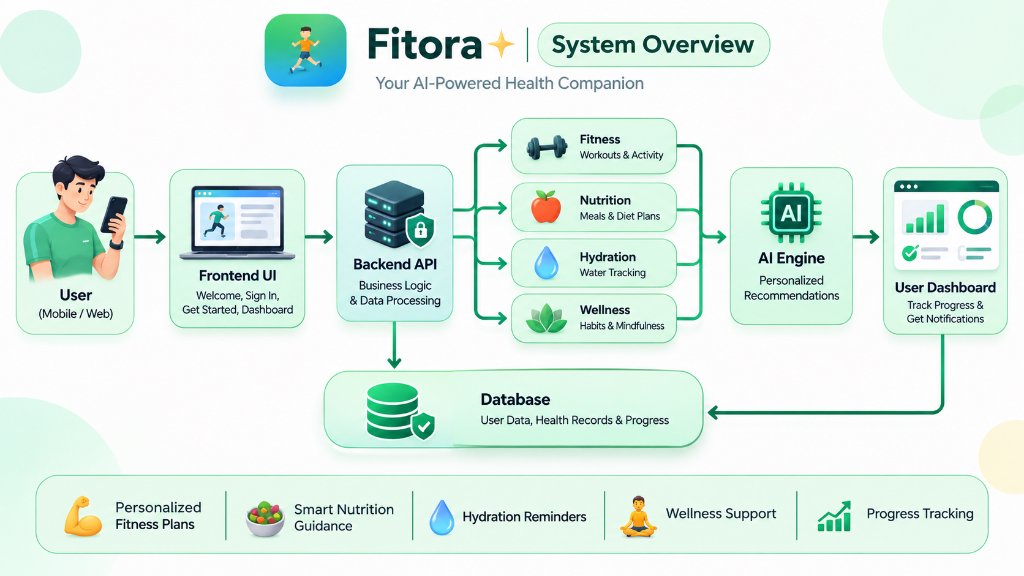 Fitora
System Overview
Your AI-Powered Health Companion
User
(Mobile / Web)
Frontend UI
Welcome, Sign In,
Get Started, Dashboard
Backend API
Business Logic
& Data Processing
Fitness
Workouts & Activity
Nutrition
Meals & Diet Plans
Hydration
Water Tracking
Wellness
Habits & Mindfulness
AI
AI Engine
Personalized
Recommendations
User Dashboard
Track Progress &
Get Notifications
Database
User Data, Health Records & Progress
Personalized
Fitness Plans
Smart Nutrition
Guidance
Hydration Reminders
Wellness Support
Progress Tracking